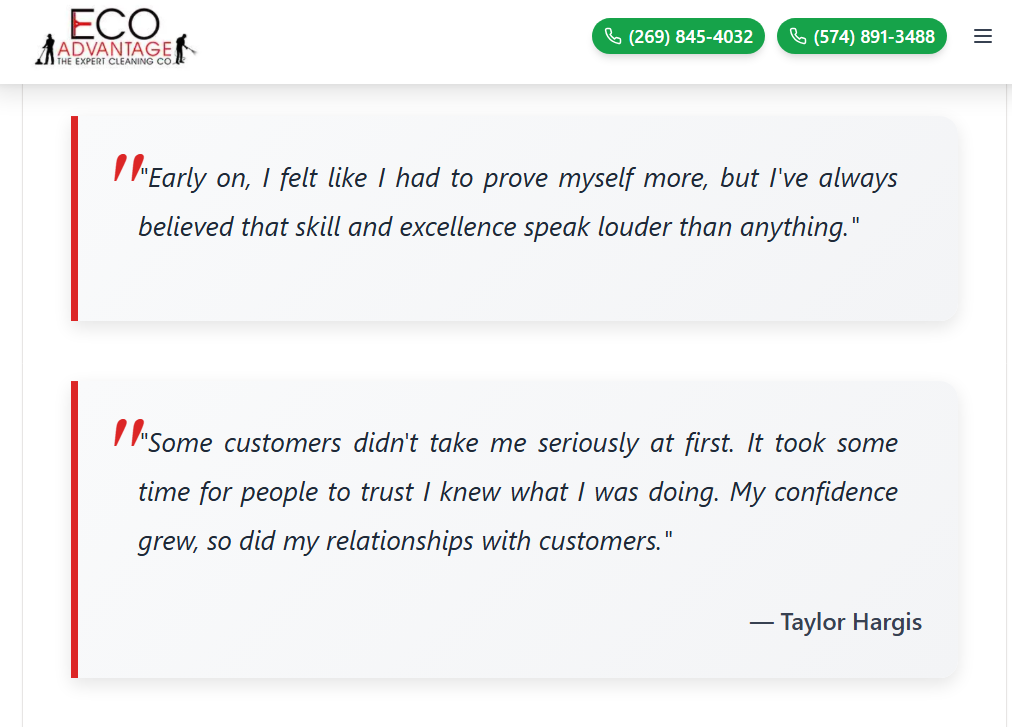 ECO
ADVANTAGE
THE EXPERT CLEANING CO.
(269) 845-4032
(574) 891-3488
"
"Early on, I felt like I had to prove myself more, but I've always
believed that skill and excellence speak louder than anything."
"
"Some customers didn't take me seriously at first. It took some
time for people to trust I knew what I was doing. My confidence
grew, so did my relationships with customers."
— Taylor Hargis